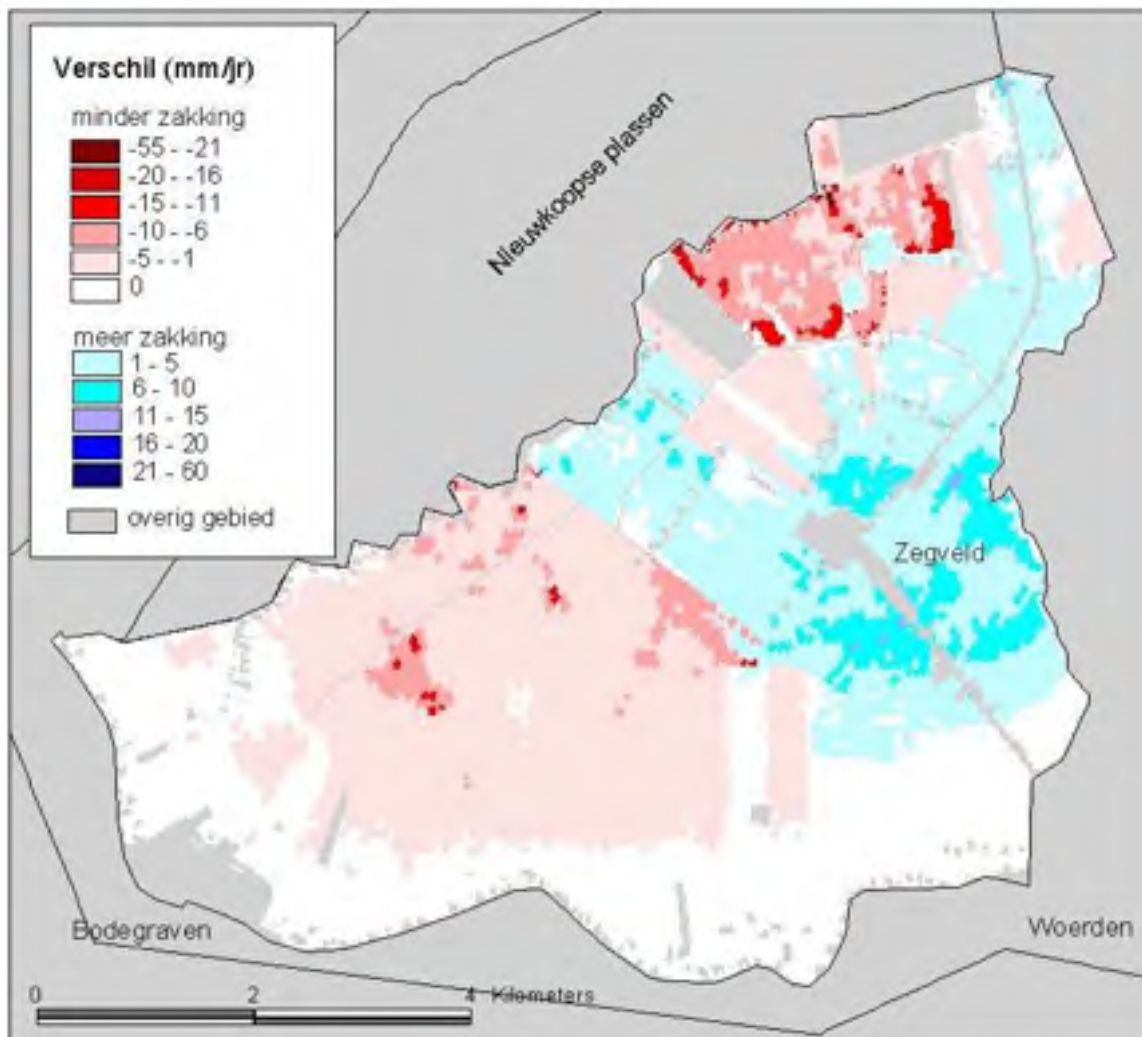 Verschil (mm/jr)
minder zakking
-55 - -21
-20 - -16
-15 - -11
-10 - -6
-5 - -1
0
meer zakking
1 - 5
6 - 10
11 - 15
16 - 20
21 - 60
overig gebied
Nieuwkoopse plassen
Zegveld
Bodegraven
Woerden
0 2 4 Kilometers